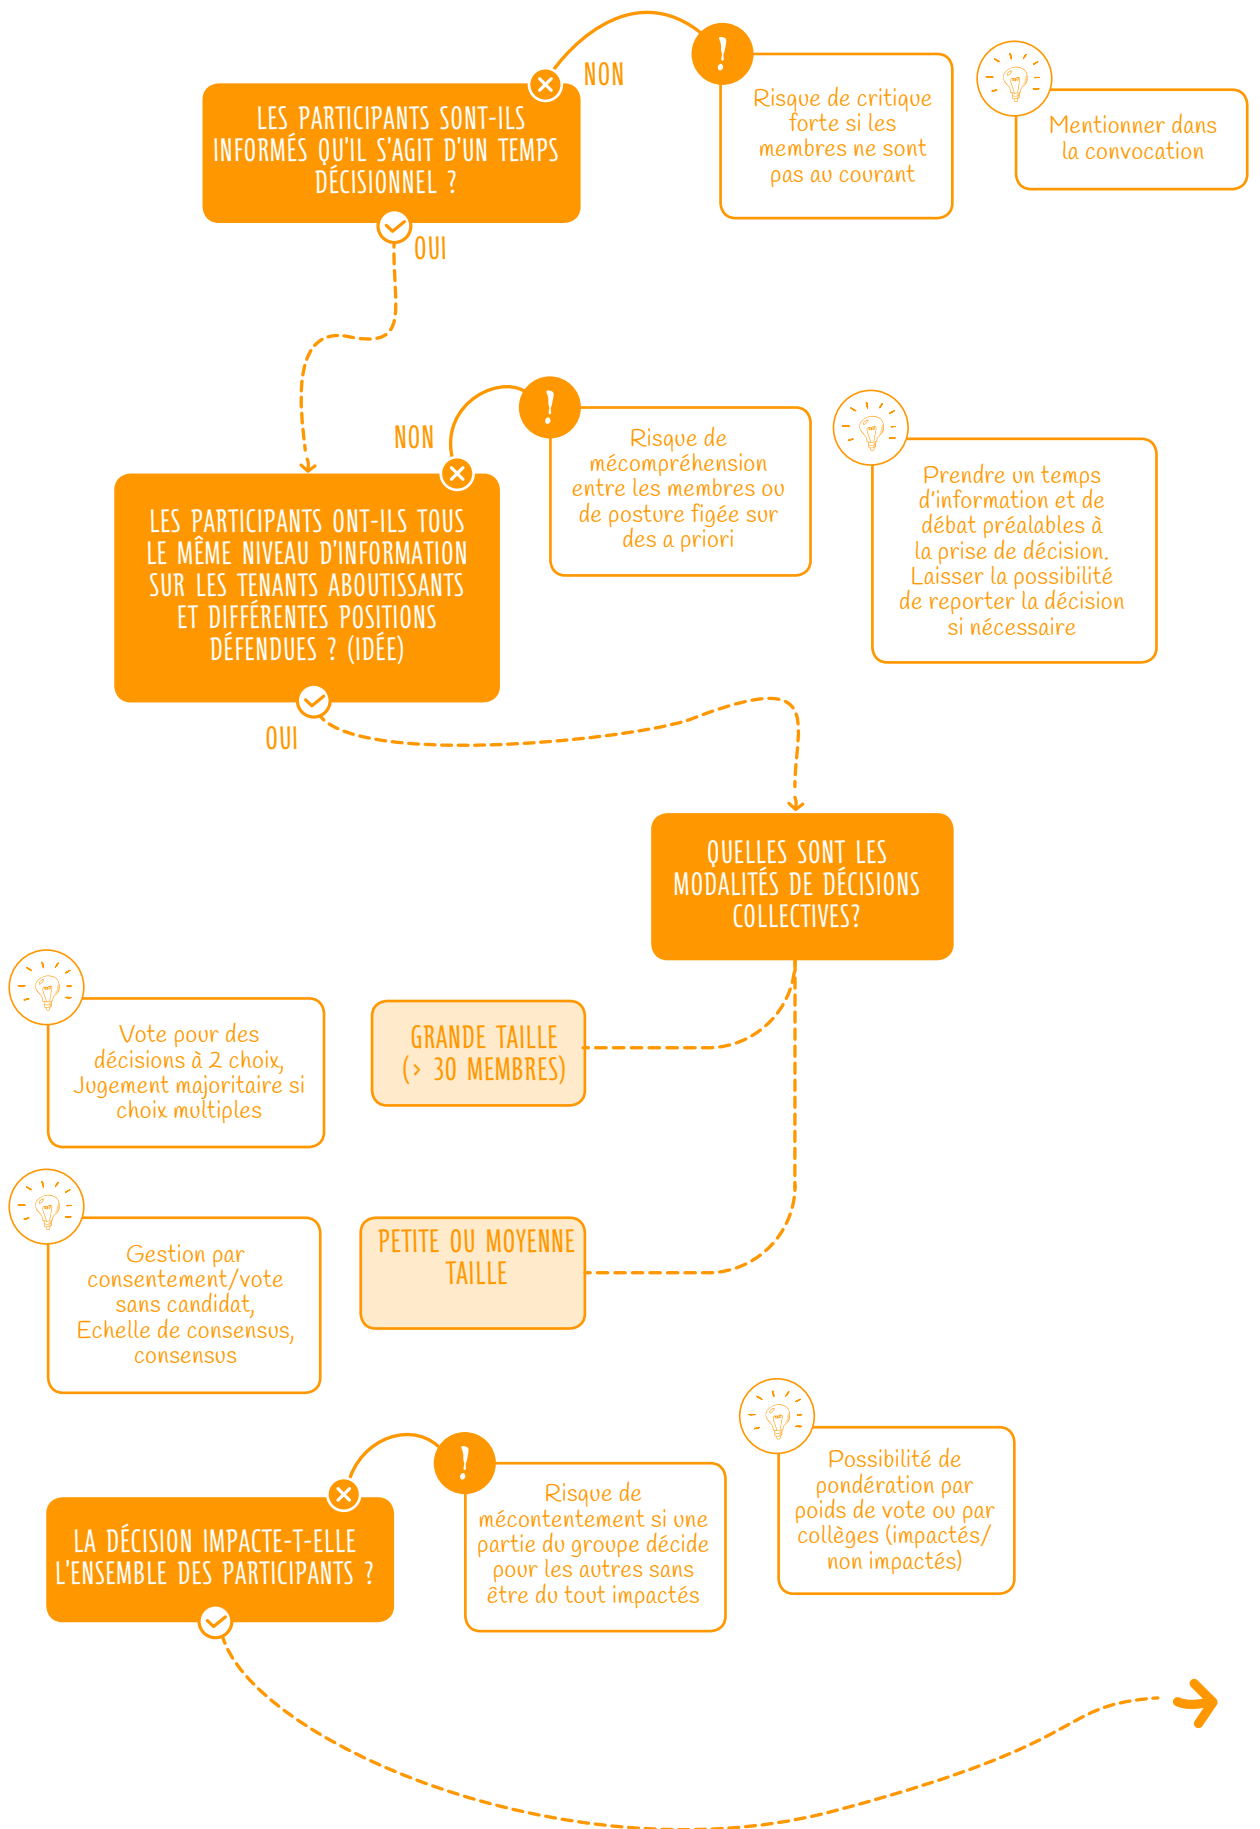 NON
LES PARTICIPANTS SONT-ILS
INFORMÉS QU'IL S'AGIT D'UN TEMPS
DÉCISIONNEL ?
OUI
!
Risque de critique
forte si les
membres ne sont
pas au courant
Mentionner dans
la convocation
NON
LES PARTICIPANTS ONT-ILS TOUS
LE MÊME NIVEAU D'INFORMATION
SUR LES TENANTS ABOUTISSANTS
ET DIFFÉRENTES POSITIONS
DÉFENDUES ? (IDÉE)
OUI
!
Risque de
mécompréhension
entre les membres ou
de posture figée sur
des a priori
Prendre un temps
d'information et de
débat préalables à
la prise de décision.
Laisser la possibilité
de reporter la décision
si nécessaire
QUELLES SONT LES
MODALITÉS DE DÉCISIONS
COLLECTIVES?
GRANDE TAILLE
(> 30 MEMBRES)
Vote pour des
décisions à 2 choix,
Jugement majoritaire si
choix multiples
PETITE OU MOYENNE
TAILLE
Gestion par
consentement/vote
sans candidat,
Echelle de consensus,
consensus
LA DÉCISION IMPACTE-T-ELLE
L'ENSEMBLE DES PARTICIPANTS ?
!
Risque de
mécontentement si une
partie du groupe décide
pour les autres sans
être du tout impactés
Possibilité de
pondération par
poids de vote ou par
collèges (impactés/
non impactés)